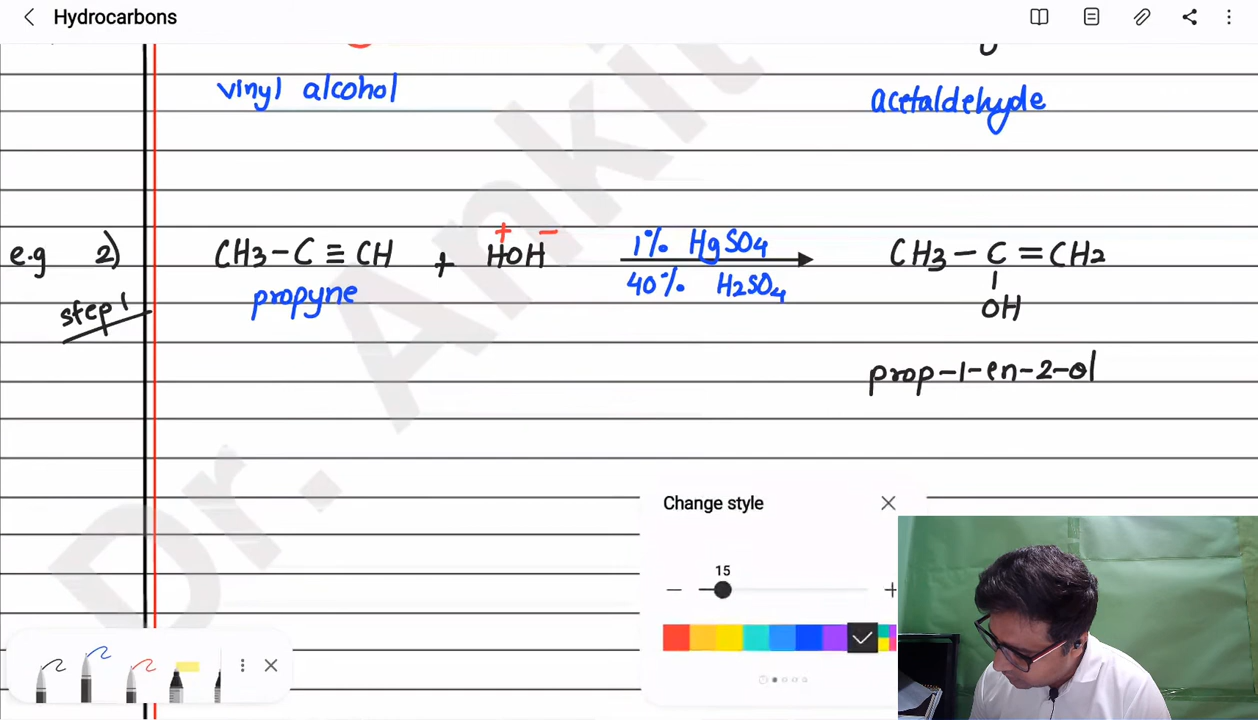 Hydrocarbons
vinyl alcohol
acetaldehyde
e.g 2) CH3-C≡CH + HOH 1% HgSO4 CH3-C=CH2
+ -
step 1 propyne 40% H2SO4 OH
prop-1-en-2-ol
Change style
15
Dr. Ankit